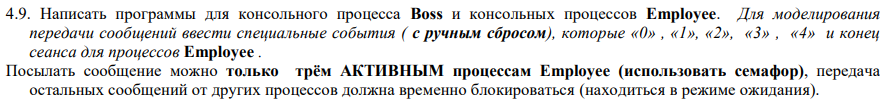 4.9. Написать программы для консольного процесса Boss и консольных процессов Employee. Для моделирования
передачи сообщений ввести специальные события ( с ручным сбросом), которые «0» , «1», «2», «3» , «4» и конец
сеанса для процессов Employee .
Посылать сообщение можно только трём АКТИВНЫМ процессам Employee (использовать семафор), передача
остальных сообщений от других процессов должна временно блокироваться (находиться в режиме ожидания).